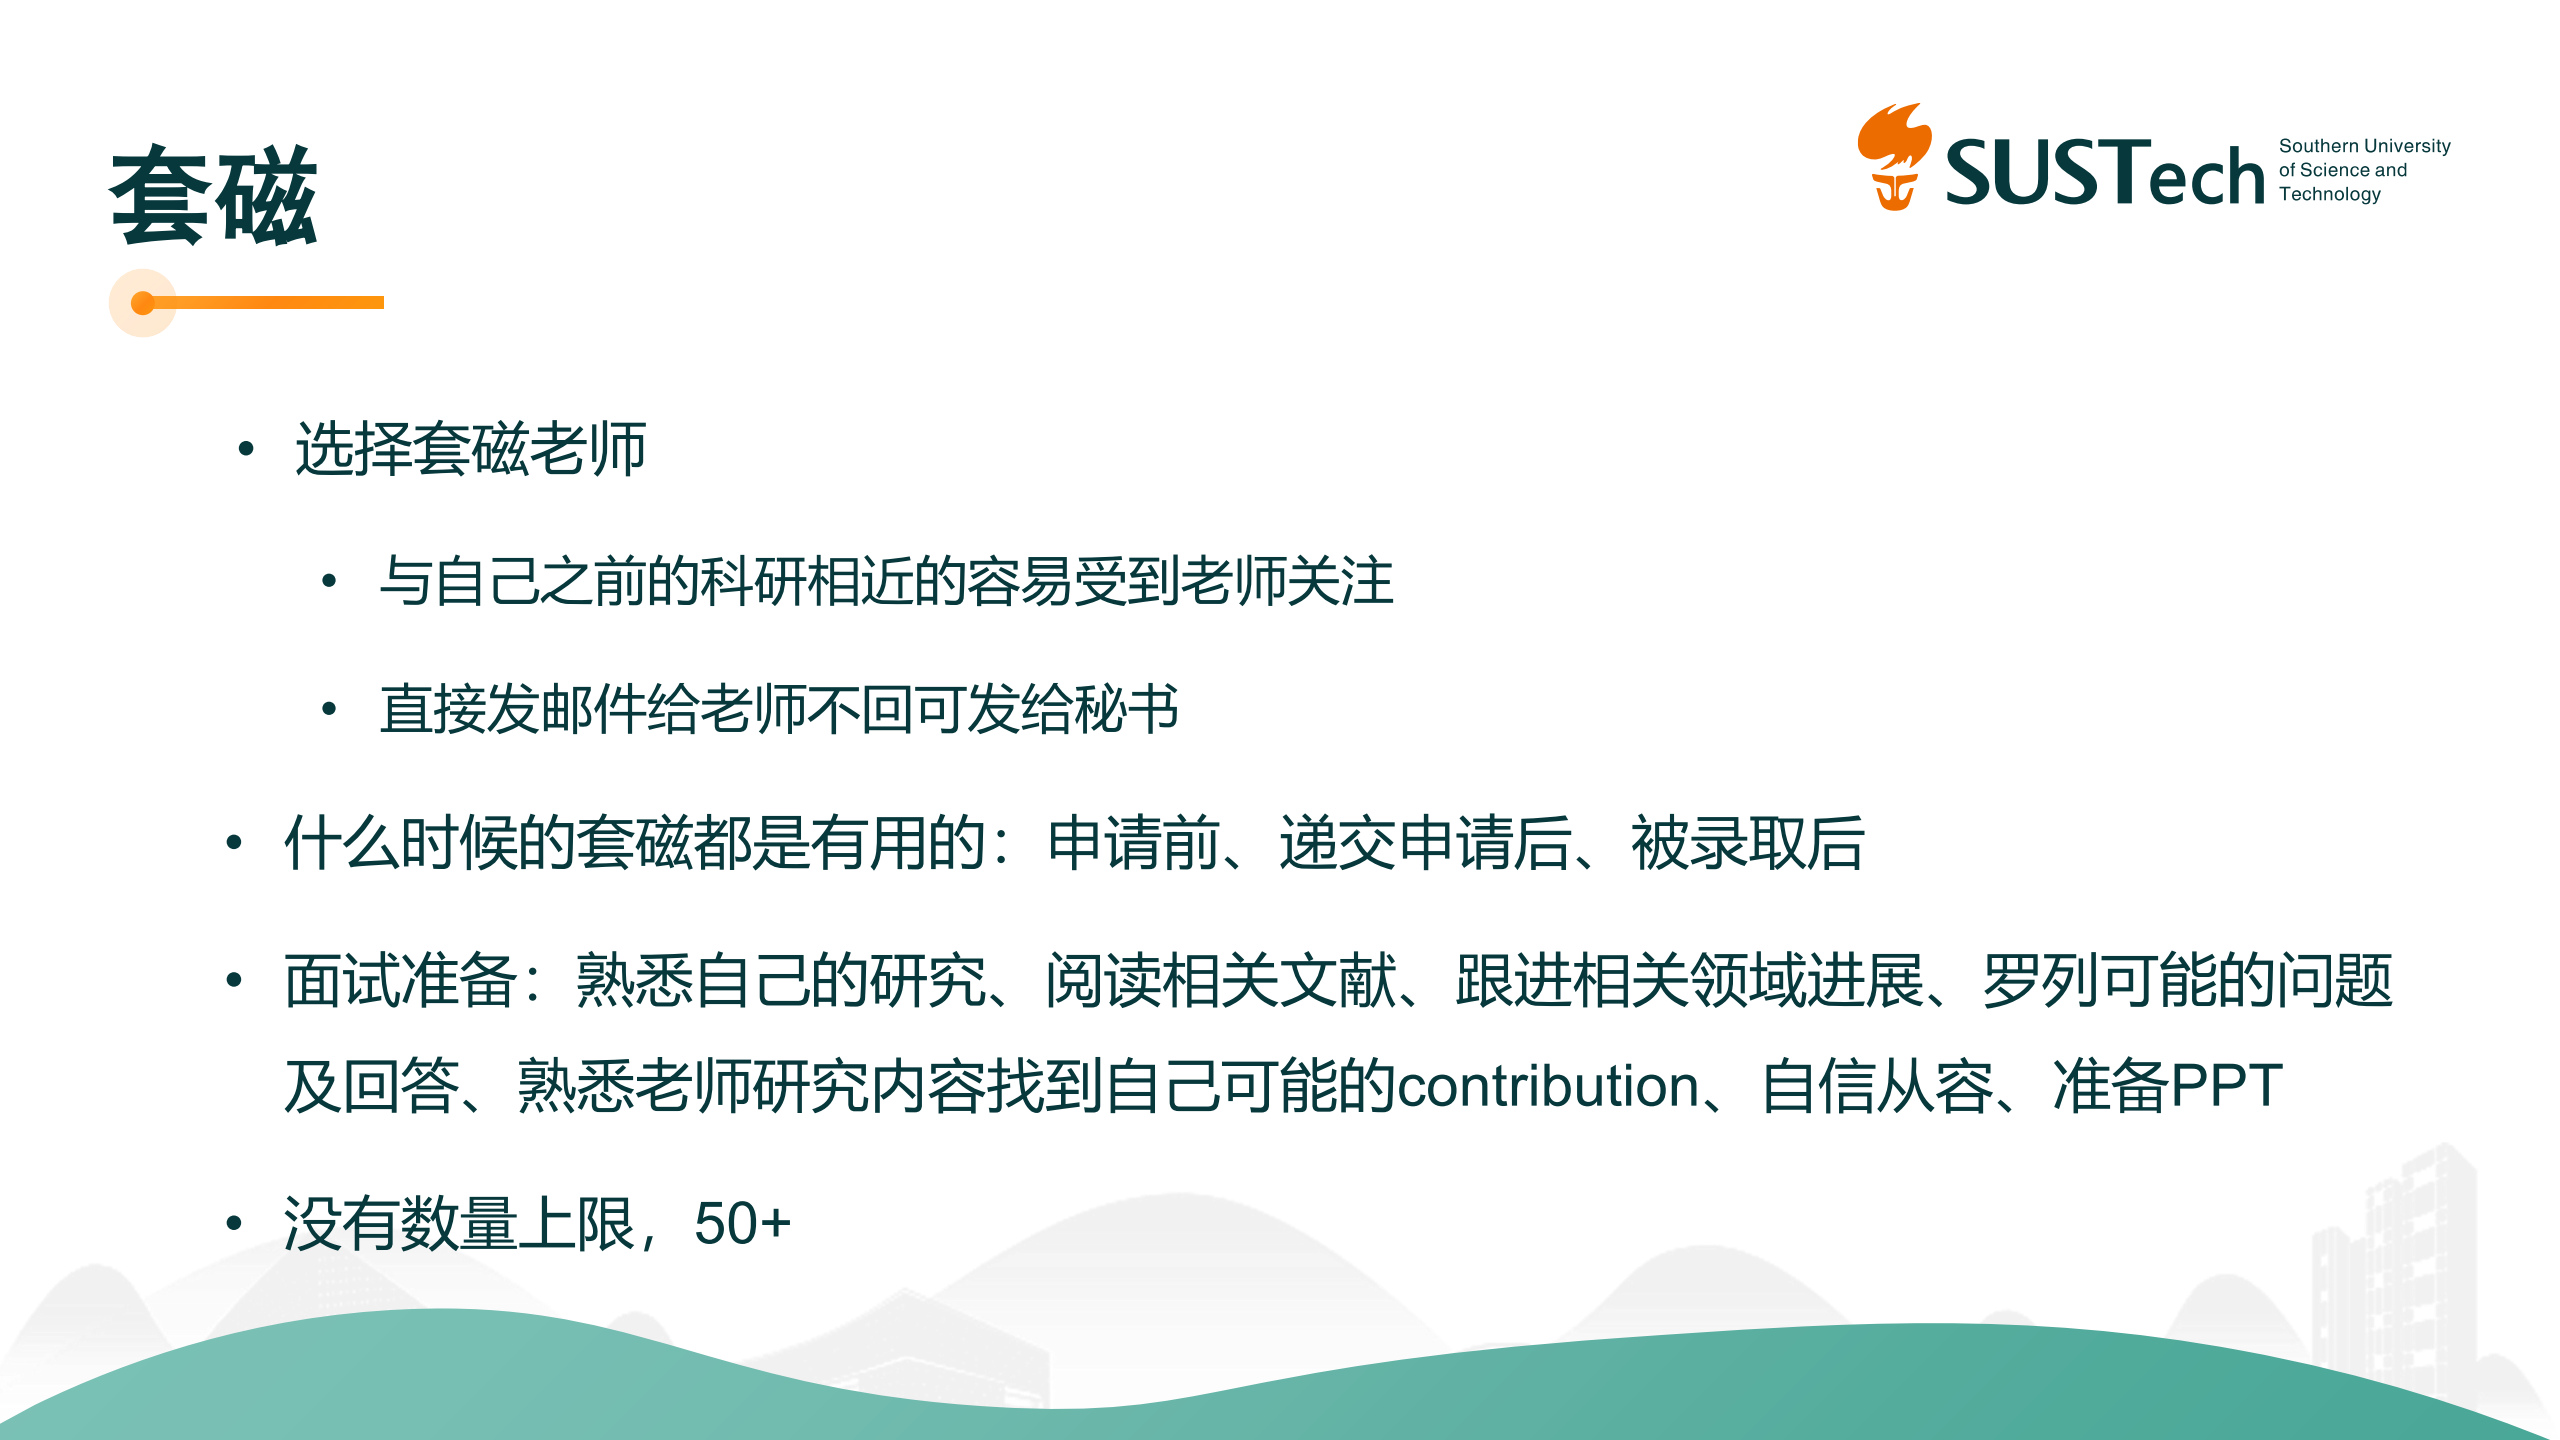 套磁
SUSTech
Southern University
of Science and
Technology
• 选择套磁老师
• 与自己之前的科研相近的容易受到老师关注
• 直接发邮件给老师不回可发给秘书
• 什么时候的套磁都是有用的：申请前、递交申请后、被录取后
• 面试准备：熟悉自己的研究、阅读相关文献、跟进相关领域进展、罗列可能的问题
及回答、熟悉老师研究内容找到自己可能的contribution、自信从容、准备PPT
• 没有数量上限，50+